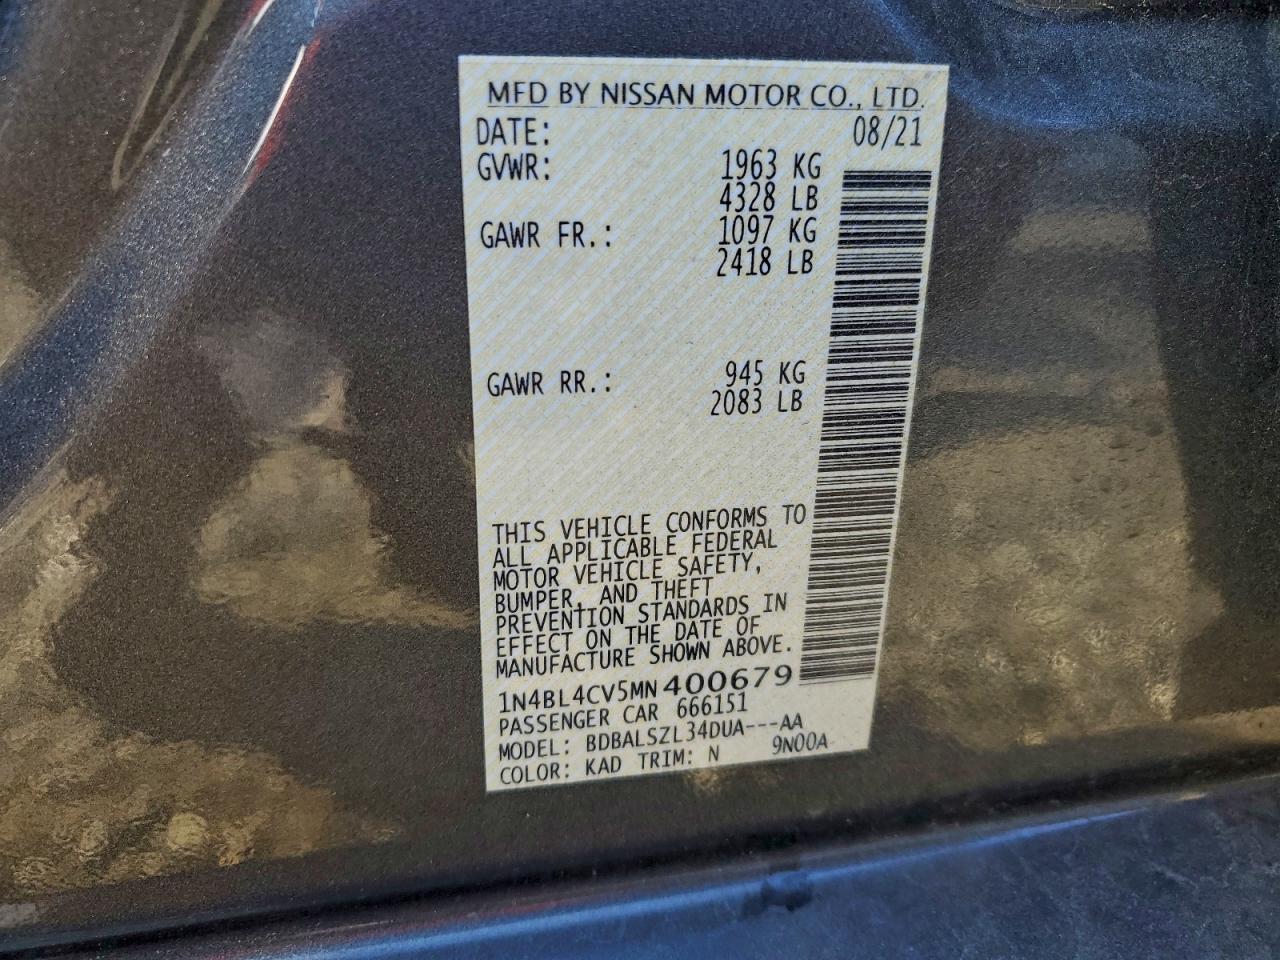 MFD BY NISSAN MOTOR CO., LTD.
DATE: 08/21
GVWR: 1963 KG
4328 LB
GAWR FR.: 1097 KG
2418 LB
GAWR RR.: 945 KG
2083 LB
THIS VEHICLE CONFORMS TO
ALL APPLICABLE FEDERAL
MOTOR VEHICLE SAFETY,
BUMPER, AND THEFT
PREVENTION STANDARDS IN
EFFECT ON THE DATE OF
MANUFACTURE SHOWN ABOVE.
1N4BL4CV5MN400679
PASSENGER CAR 666151
MODEL: BDBALSZL34DUA---AA
COLOR: KAD TRIM: N 9N00A